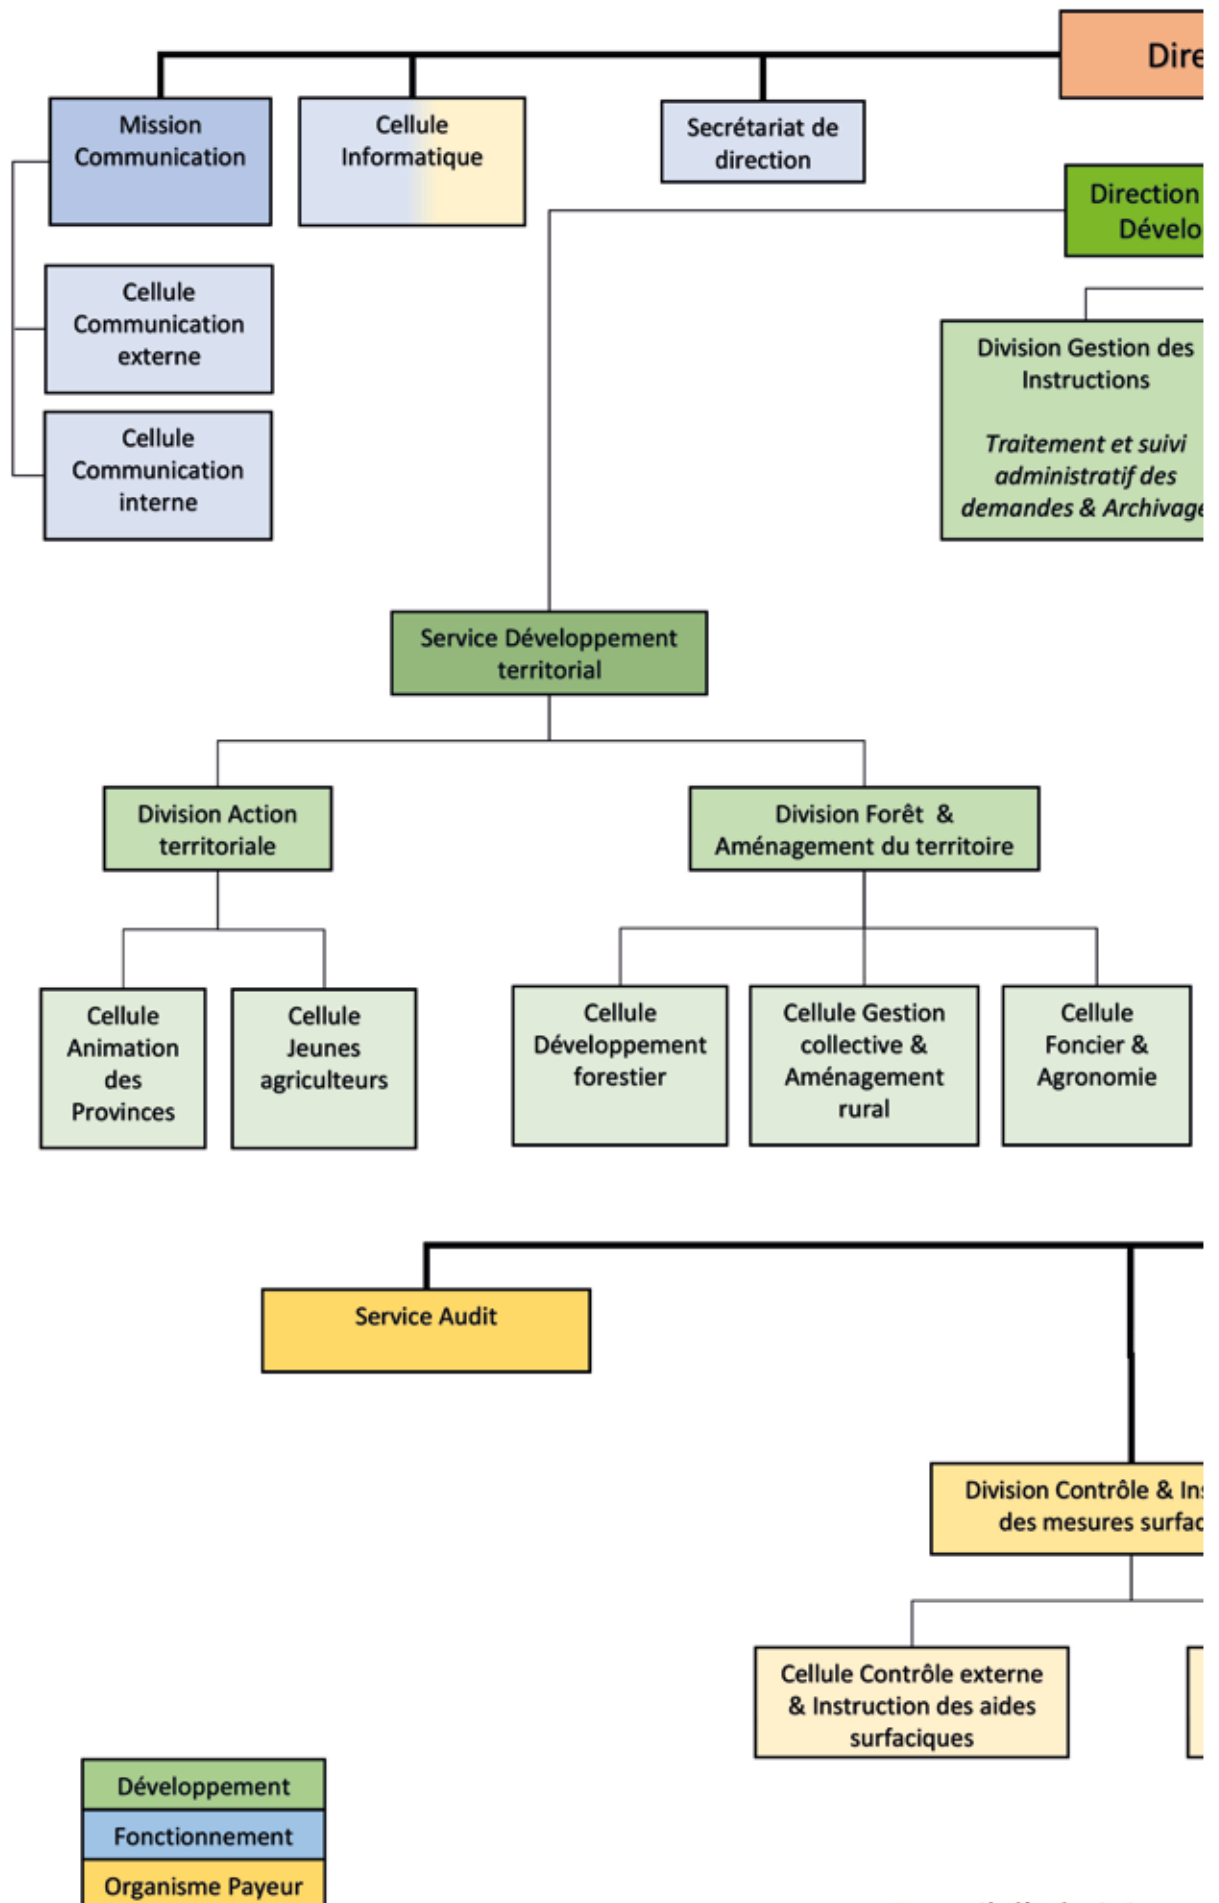 Dire
Mission
Communication
Cellule
Informatique
Secrétariat de
direction
Direction
Dévelo
Cellule
Communication
externe
Cellule
Communication
interne
Division Gestion des
Instructions
Traitement et suivi
administratif des
demandes & Archivage
Service Développement
territorial
Division Action
territoriale
Division Forêt &
Aménagement du territoire
Cellule
Animation
des
Provinces
Cellule
Jeunes
agriculteurs
Cellule
Développement
forestier
Cellule Gestion
collective &
Aménagement
rural
Cellule
Foncier &
Agronomie
Service Audit
Division Contrôle & Ins
des mesures surfac
Cellule Contrôle externe
& Instruction des aides
surfaciques
Développement
Fonctionnement
Organisme Payeur